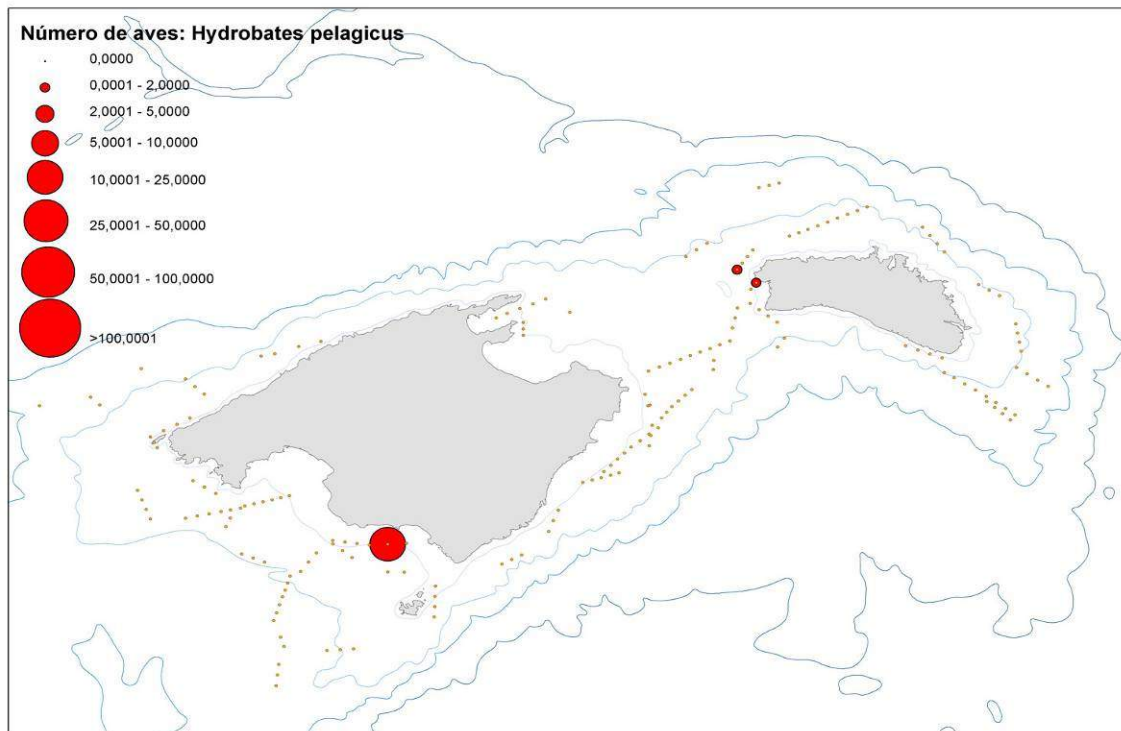 Número de aves: Hydrobates pelagicus
0,0000
0,0001 - 2,0000
2,0001 - 5,0000
5,0001 - 10,0000
10,0001 - 25,0000
25,0001 - 50,0000
50,0001 - 100,0000
>100,0001